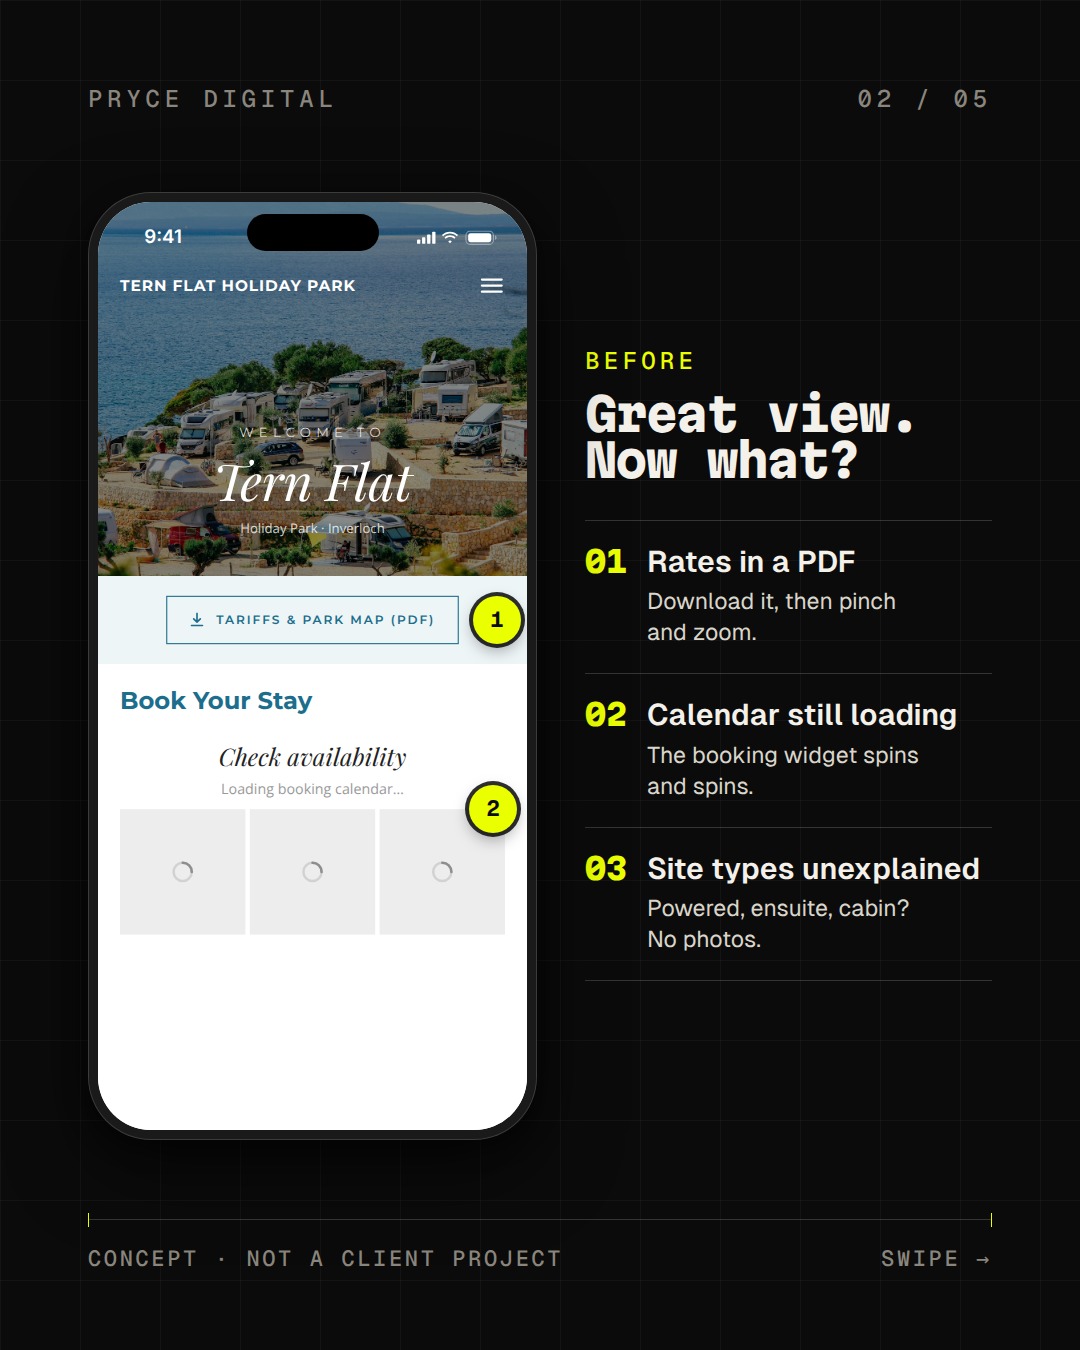 PRYCE DIGITAL
02 / 05
9:41
TERN FLAT HOLIDAY PARK
WELCOME TO
Tern Flat
Holiday Park · Inverloch
TARIFFS & PARK MAP (PDF)
1
Book Your Stay
Check availability
Loading booking calendar...
2
BEFORE
Great view.
Now what?
01 Rates in a PDF
Download it, then pinch
and zoom.
02 Calendar still loading
The booking widget spins
and spins.
03 Site types unexplained
Powered, ensuite, cabin?
No photos.
CONCEPT · NOT A CLIENT PROJECT
SWIPE →